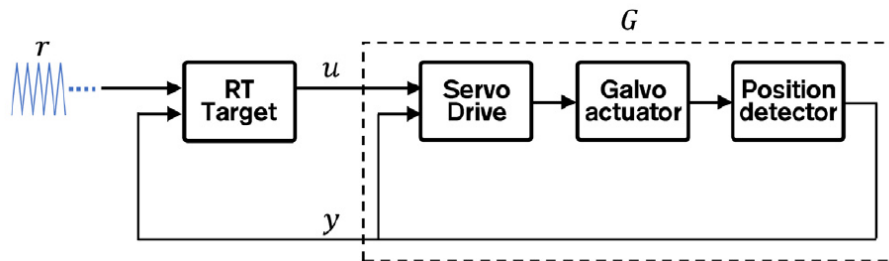 G
r
u
RT
Target
Servo
Drive
Galvo
actuator
Position
detector
y